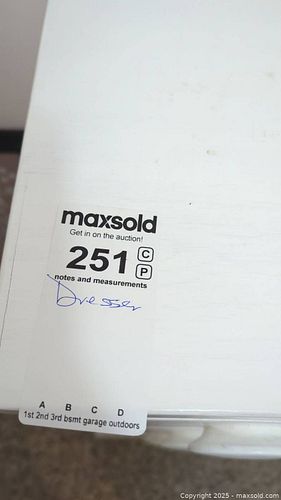 maxsold
Get in on the auction!
251 C
P
notes and measurements
Dresser
A B C D
1st 2nd 3rd bsmt garage outdoors
© Copyright 2025 - maxsold.com